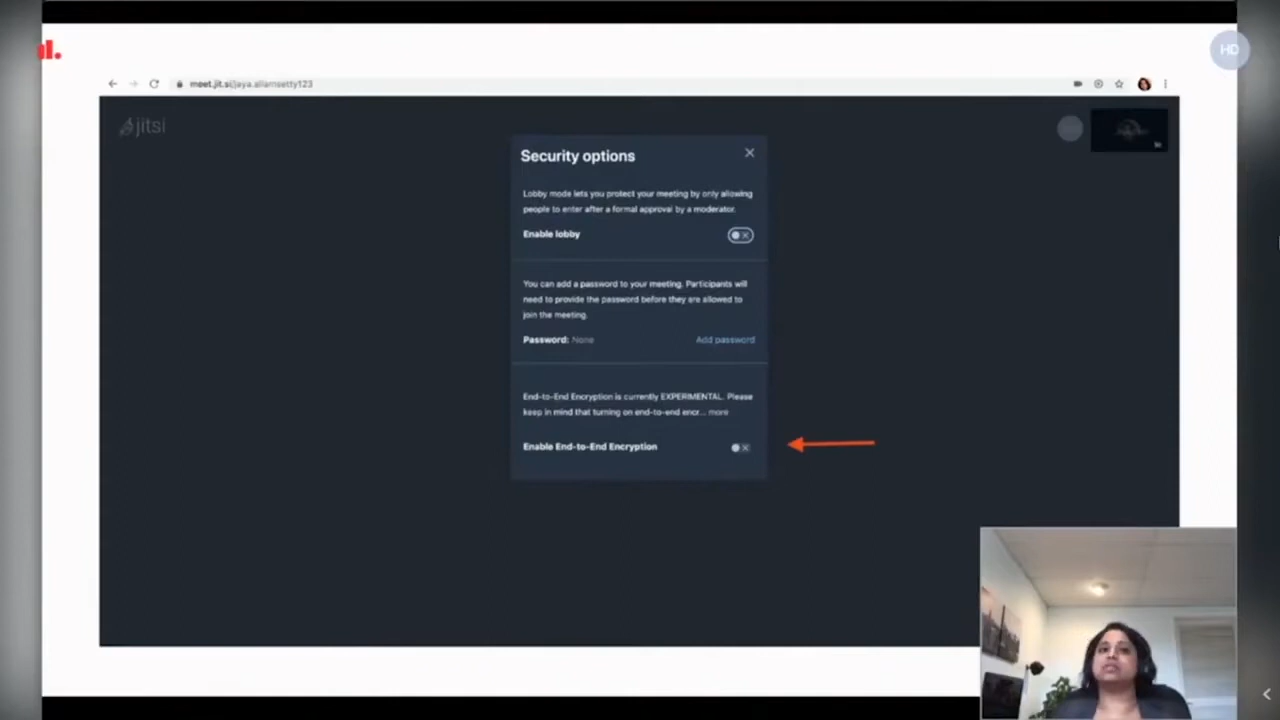 HD
meet.jit.si/jaya.allamsetty123
jitsi
Security options
Lobby mode lets you protect your meeting by only allowing
people to enter after a formal approval by a moderator.
Enable lobby
You can add a password to your meeting. Participants will
need to provide the password before they are allowed to
join the meeting.
Password: None
Add password
End-to-End Encryption is currently EXPERIMENTAL. Please
keep in mind that turning on end-to-end encr... more
Enable End-to-End Encryption